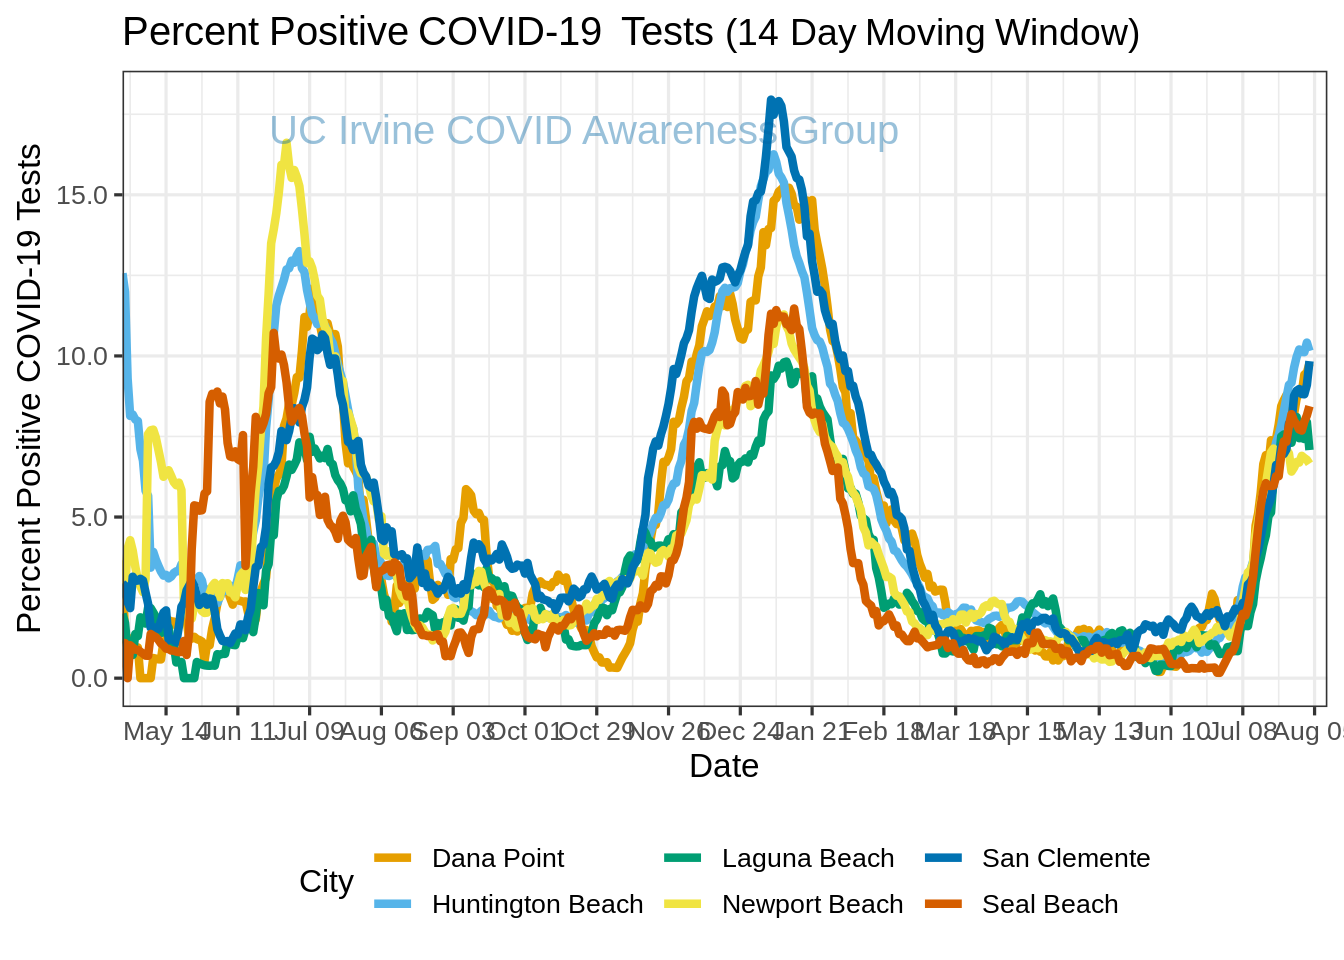 Percent Positive COVID-19 Tests (14 Day Moving Window)
UC Irvine COVID Awareness Group
Percent Positive COVID-19 Tests
15.0
10.0
5.0
0.0
May 14 Jun 11 Jul 09 Aug 06 Sep 03 Oct 01 Oct 29 Nov 26 Dec 24 Jan 21 Feb 18 Mar 18 Apr 15 May 13 Jun 10 Jul 08 Aug 0
Date
City
Dana Point Laguna Beach San Clemente
Huntington Beach Newport Beach Seal Beach